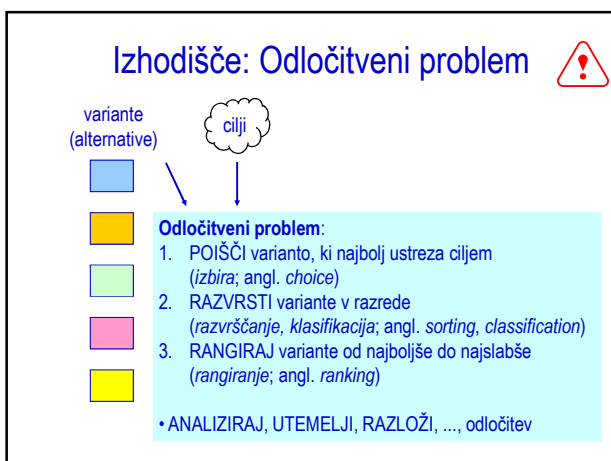 Izhodišče: Odločitveni problem
variante
(alternative)
cilji
Odločitveni problem:
1. POIŠČI varianto, ki najbolj ustreza ciljem
(izbira; angl. choice)
2. RAZVRSTI variante v razrede
(razvrščanje, klasifikacija; angl. sorting, classification)
3. RANGIRAJ variante od najboljše do najslabše
(rangiranje; angl. ranking)
• ANALIZIRAJ, UTEMELJI, RAZLOŽI, ..., odločitev